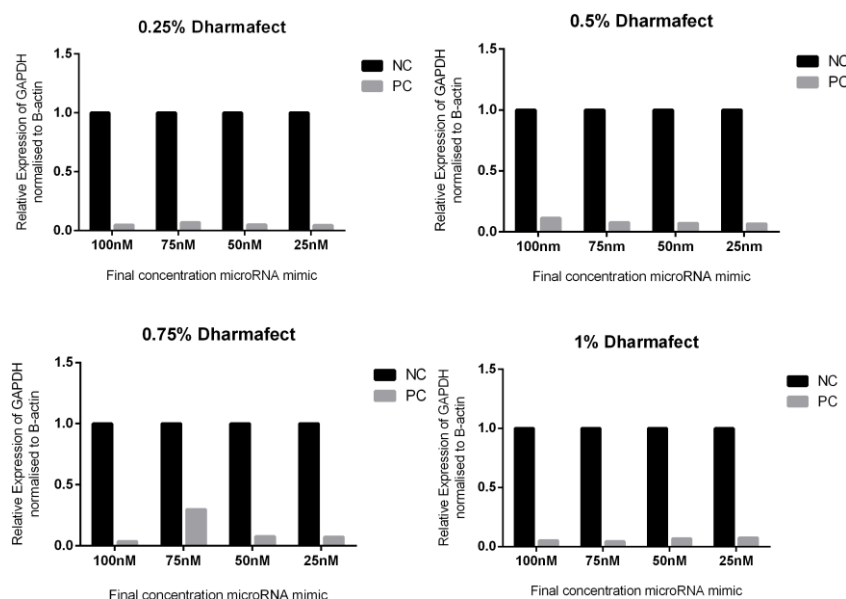 0.25% Dharmafect
Relative Expression of GAPDH
normalised to B-actin
1.5
1.0
0.5
0.0
100nM 75nM 50nM 25nM
Final concentration microRNA mimic
NC
PC
0.5% Dharmafect
Relative Expression of GAPDH
normalised to B-actin
1.5
1.0
0.5
0.0
100nm 75nm 50nm 25nm
Final concentration microRNA mimic
NC
PC
0.75% Dharmafect
Relative Expression of GAPDH
normalised to B-actin
1.5
1.0
0.5
0.0
100nM 75nM 50nM 25nM
Final concentration microRNA mimic
NC
PC
1% Dharmafect
Relative Expression of GAPDH
normalised to B-actin
1.5
1.0
0.5
0.0
100nM 75nM 50nM 25nM
Final concentration microRNA mimic
NC
PC